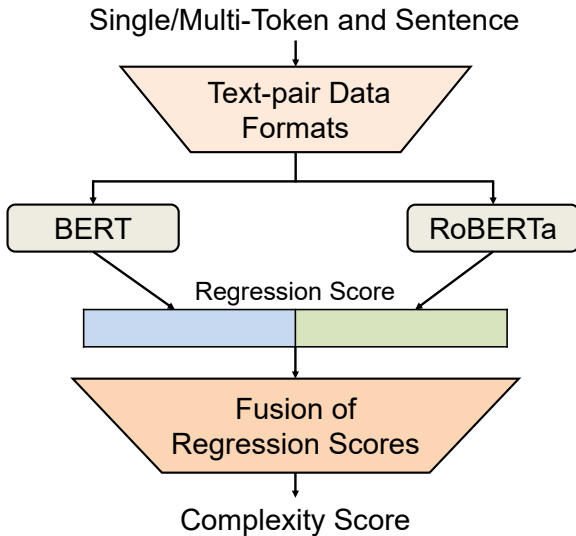 Single/Multi-Token and Sentence
Text-pair Data
Formats
BERT
RoBERTa
Regression Score
Fusion of
Regression Scores
Complexity Score